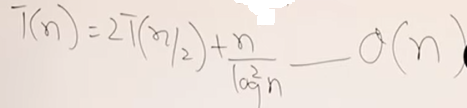 T(n) = 2T(n/2) + n/log²n — O(n)